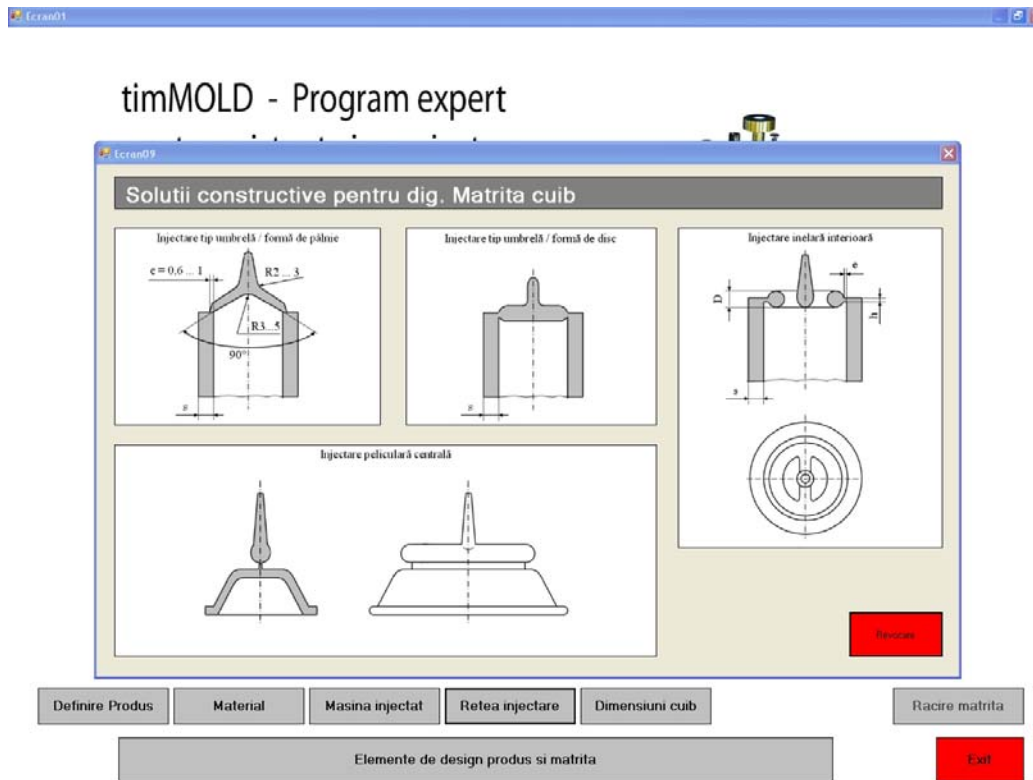 Ecran01
timMOLD - Program expert
Ecran09
Solutii constructive pentru dig. Matrita cuib
Injectare tip umbrelă / formă de pâlnie
e = 0,6 ... 1
R2 ... 3
R3...5
90°
s
Injectare tip umbrelă / formă de disc
s
Injectare inelară interioară
e
D
h
s
Injectare peliculară centrală
Revocare
Definire Produs
Material
Masina injectat
Retea injectare
Dimensiuni cuib
Racire matrita
Elemente de design produs si matrita
Exit